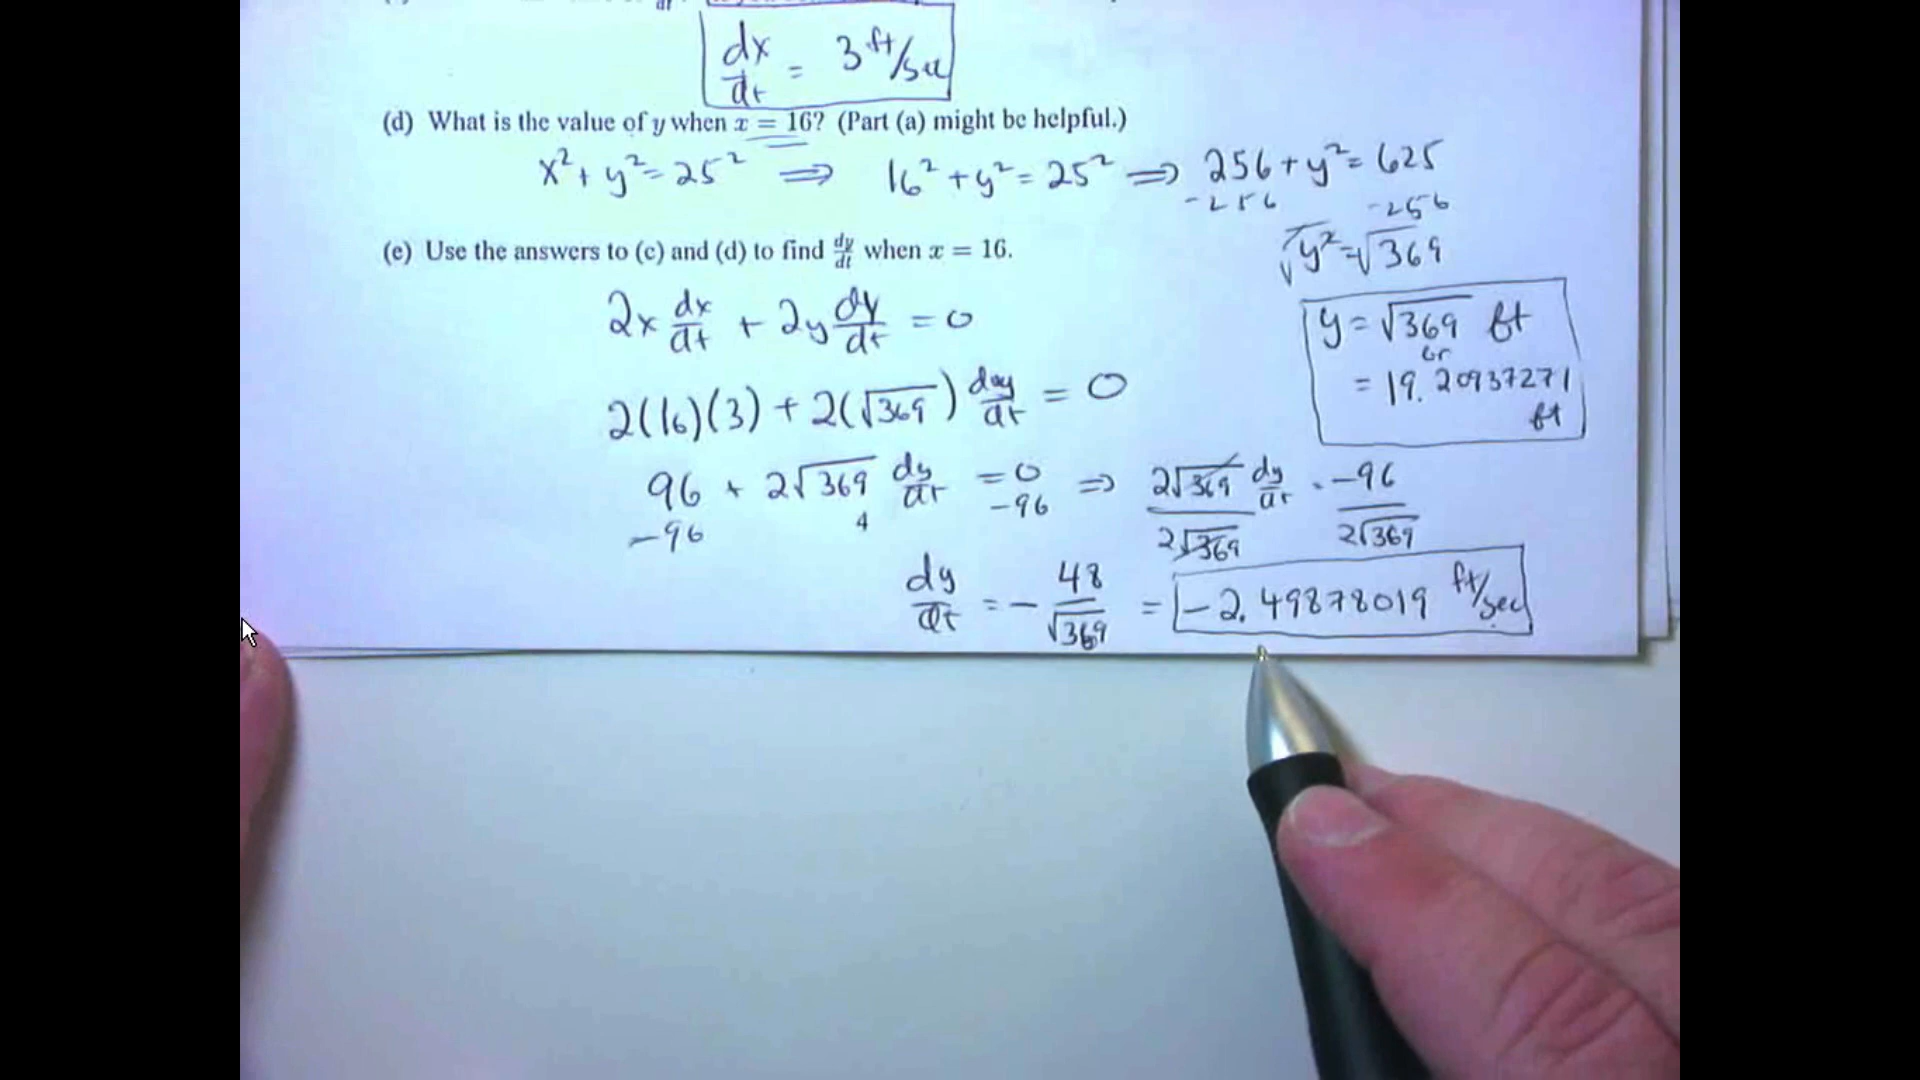 dx/dt = 3 ft/sec
(d) What is the value of y when x = 16? (Part (a) might be helpful.)
x² + y² = 25² ⟹ 16² + y² = 25² ⟹ 256 + y² = 625
-256 -256
√y² = √369
(e) Use the answers to (c) and (d) to find dy/dt when x = 16.
y = √369 ft
or
= 19.20937271
ft
2x dx/dt + 2y dy/dt = 0
2(16)(3) + 2(√369) dy/dt = 0
96 + 2√369 dy/dt = 0 ⟹ 2√369 dy/dt / 2√369 = -96 / 2√369
-96 -96
dy/dt = - 48/√369 = -2.49878019 ft/sec